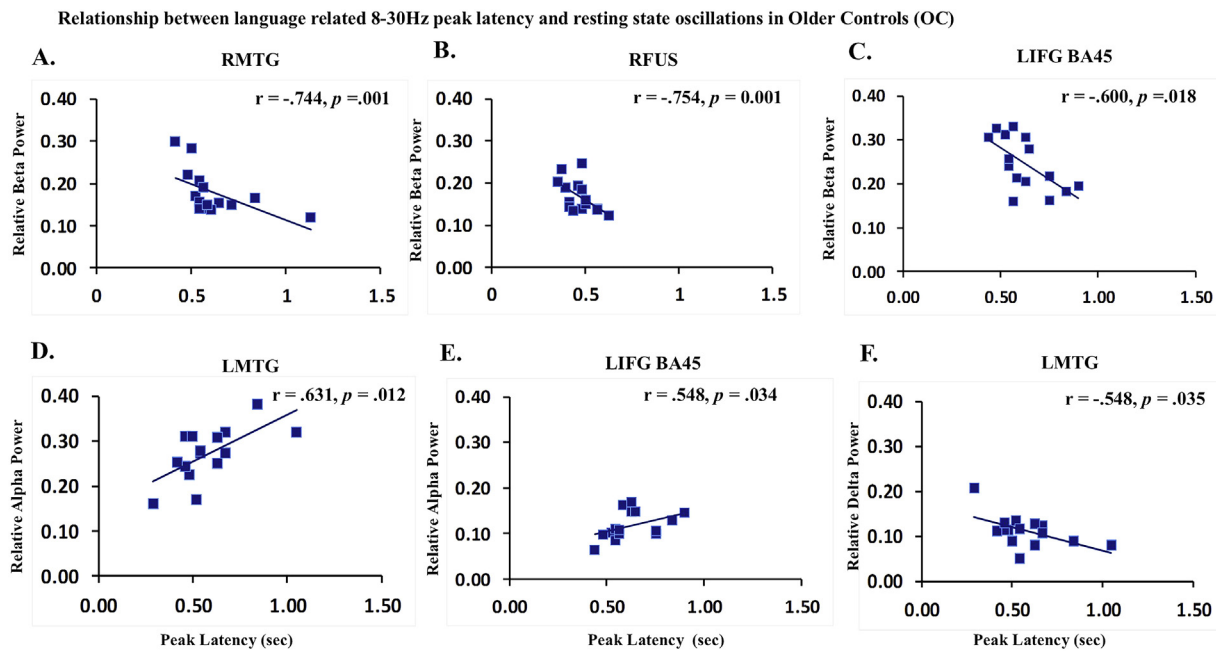 Relationship between language related 8-30Hz peak latency and resting state oscillations in Older Controls (OC)
A.
RMTG
r = -.744, p =.001
Relative Beta Power
0.40
0.30
0.20
0.10
0.00
0 0.5 1 1.5
B.
RFUS
r = -.754, p = 0.001
Relative Beta Power
0.40
0.30
0.20
0.10
0.00
0 0.5 1 1.5
C.
LIFG BA45
r = -.600, p =.018
Relative Beta Power
0.40
0.30
0.20
0.10
0.00
0.00 0.50 1.00 1.50
D.
LMTG
r = .631, p = .012
Relative Alpha Power
0.40
0.30
0.20
0.10
0.00
0.00 0.50 1.00 1.50
Peak Latency (sec)
E.
LIFG BA45
r = .548, p = .034
Relative Alpha Power
0.40
0.30
0.20
0.10
0.00
0.00 0.50 1.00 1.50
Peak Latency (sec)
F.
LMTG
r = -.548, p = .035
Relative Delta Power
0.40
0.30
0.20
0.10
0.00
0.00 0.50 1.00 1.50
Peak Latency (sec)